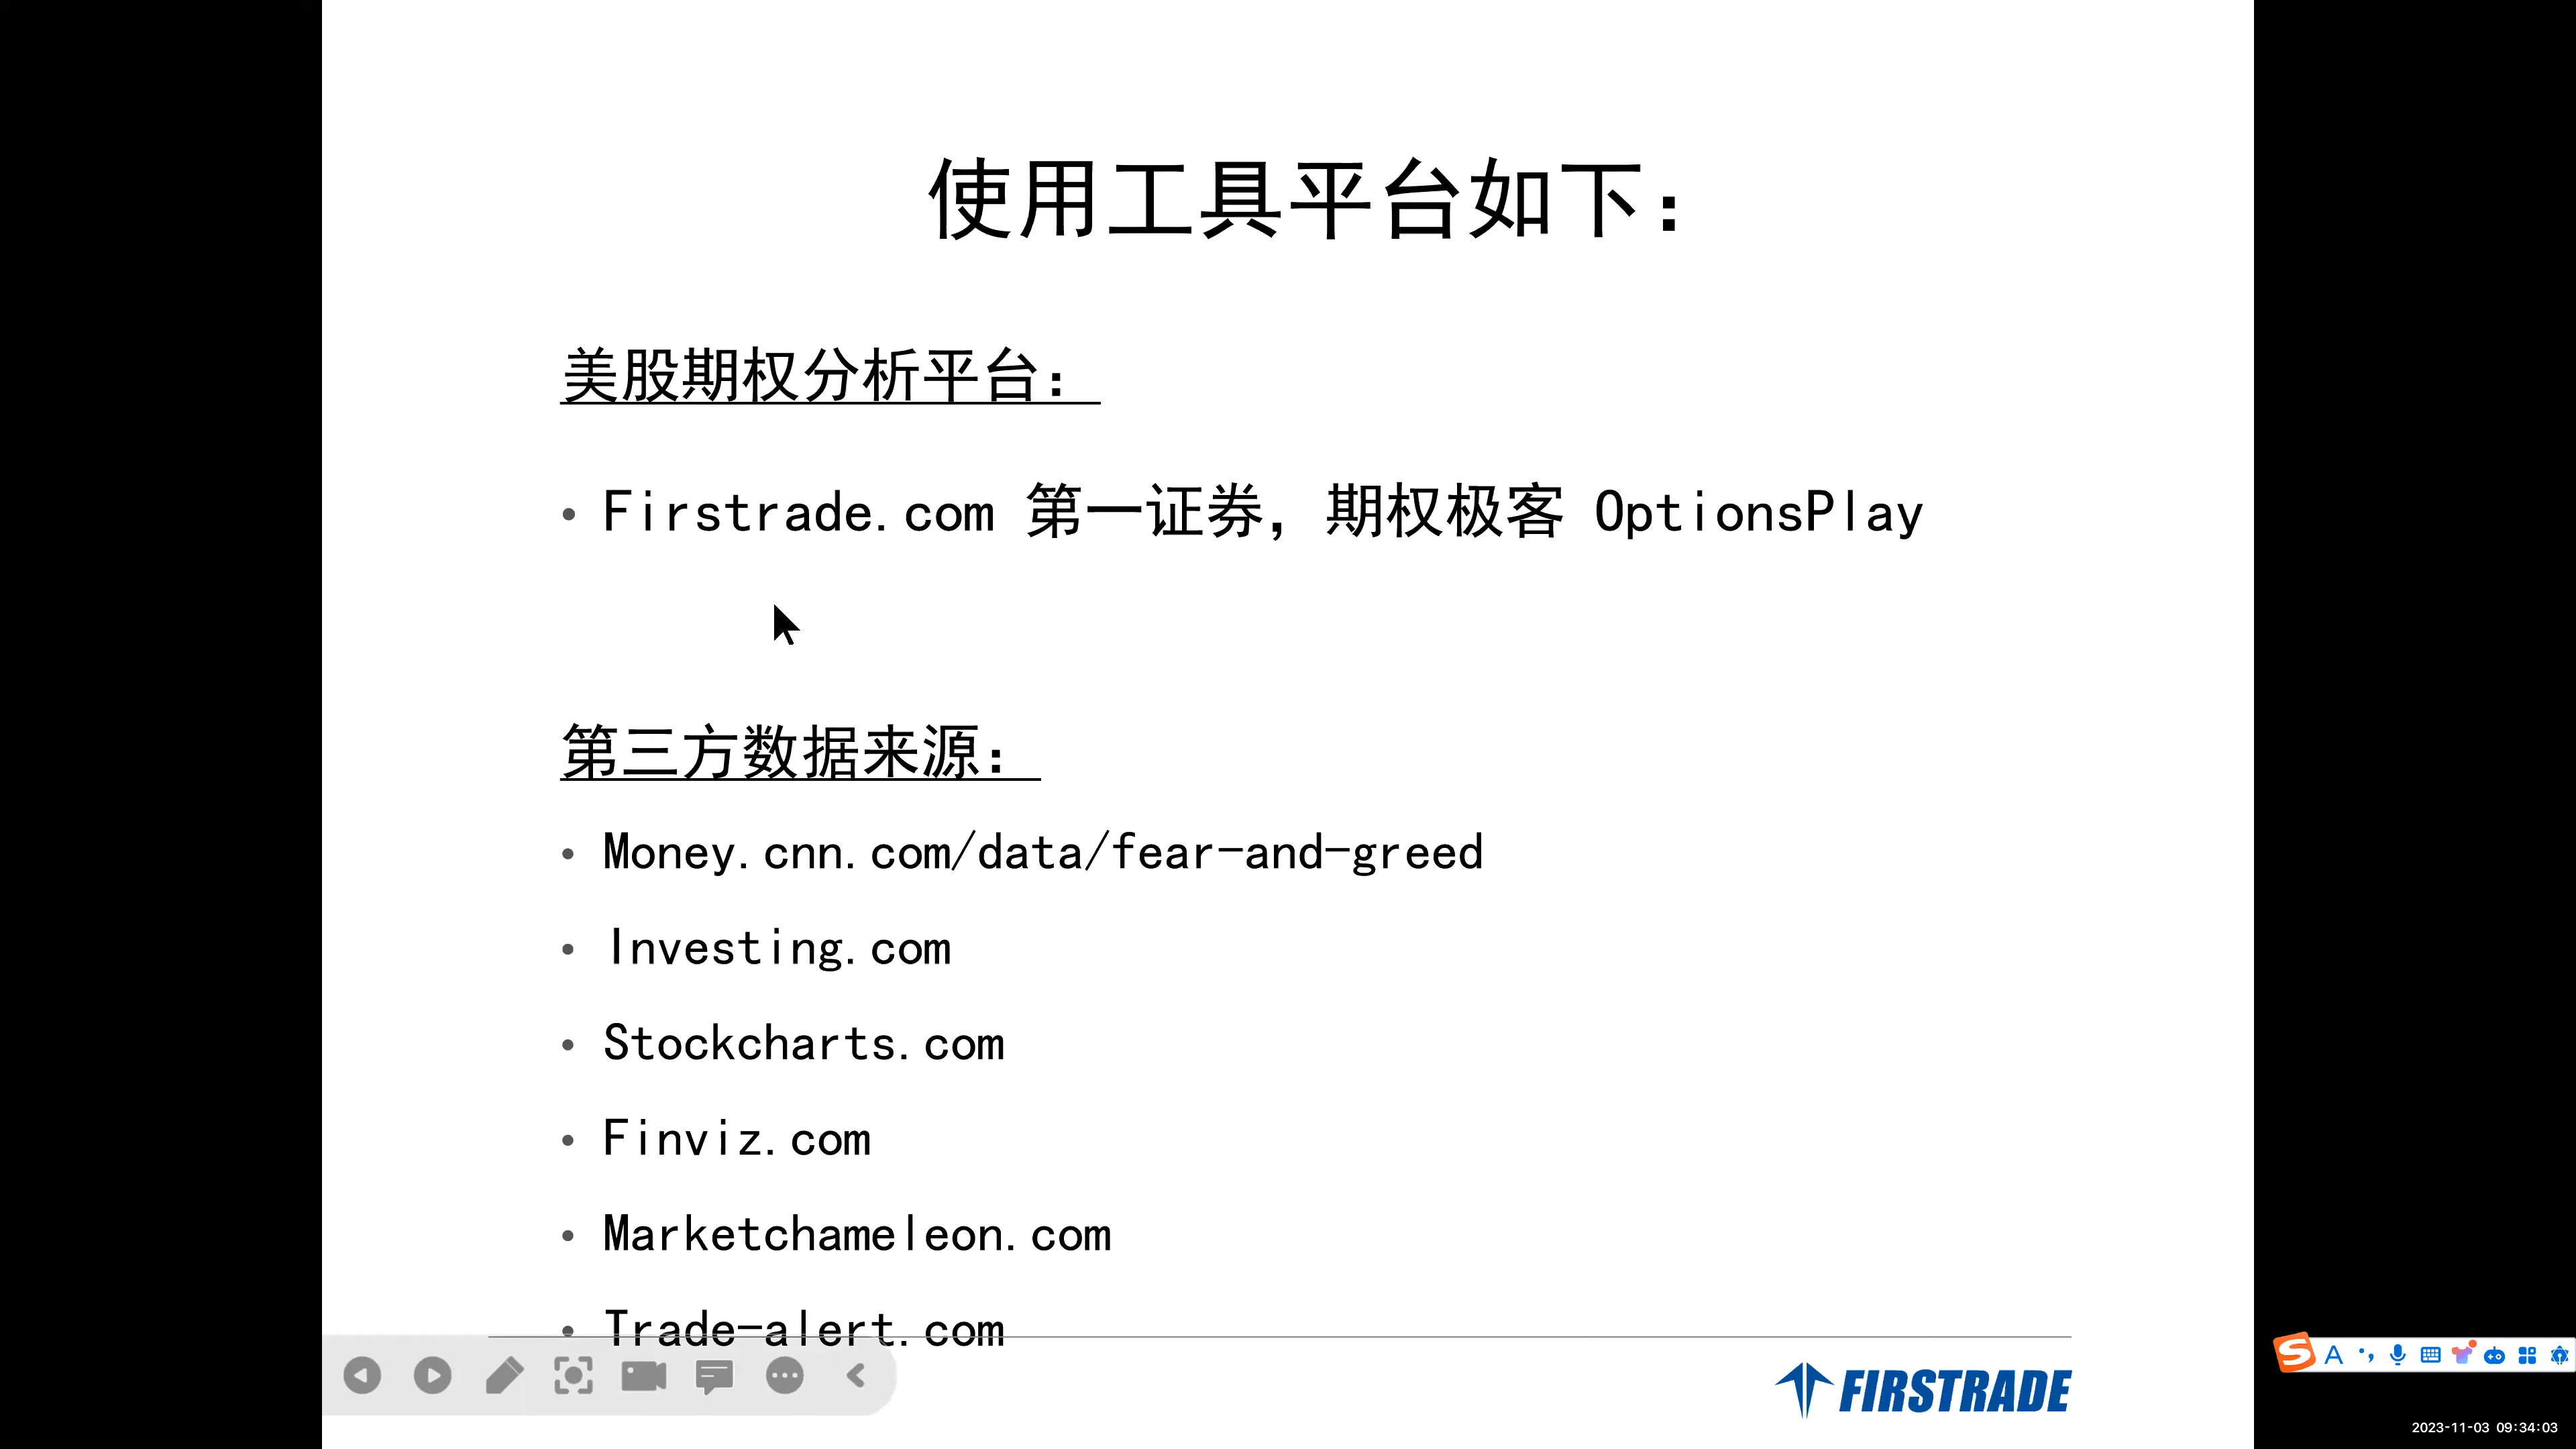 使用工具平台如下：
美股期权分析平台：
• Firstrade.com 第一证券，期权极客 OptionsPlay
第三方数据来源：
• Money.cnn.com/data/fear-and-greed
• Investing.com
• Stockcharts.com
• Finviz.com
• Marketchameleon.com
• Trade-alert.com
FIRSTRADE
S A
2023-11-03 09:34:03